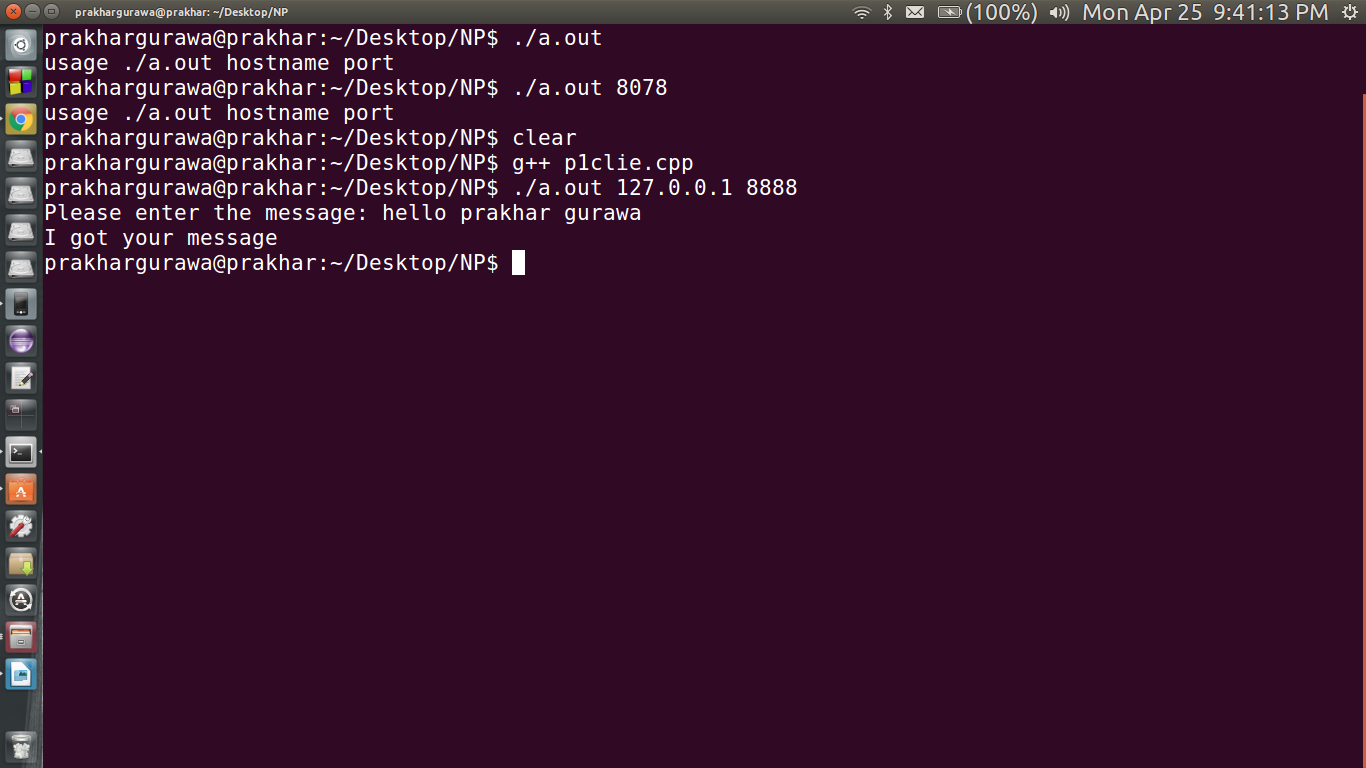 prakhargurawa@prakhar: ~/Desktop/NP (100%) Mon Apr 25 9:41:13 PM
prakhargurawa@prakhar:~/Desktop/NP$ ./a.out
usage ./a.out hostname port
prakhargurawa@prakhar:~/Desktop/NP$ ./a.out 8078
usage ./a.out hostname port
prakhargurawa@prakhar:~/Desktop/NP$ clear
prakhargurawa@prakhar:~/Desktop/NP$ g++ p1clie.cpp
prakhargurawa@prakhar:~/Desktop/NP$ ./a.out 127.0.0.1 8888
Please enter the message: hello prakhar gurawa
I got your message
prakhargurawa@prakhar:~/Desktop/NP$